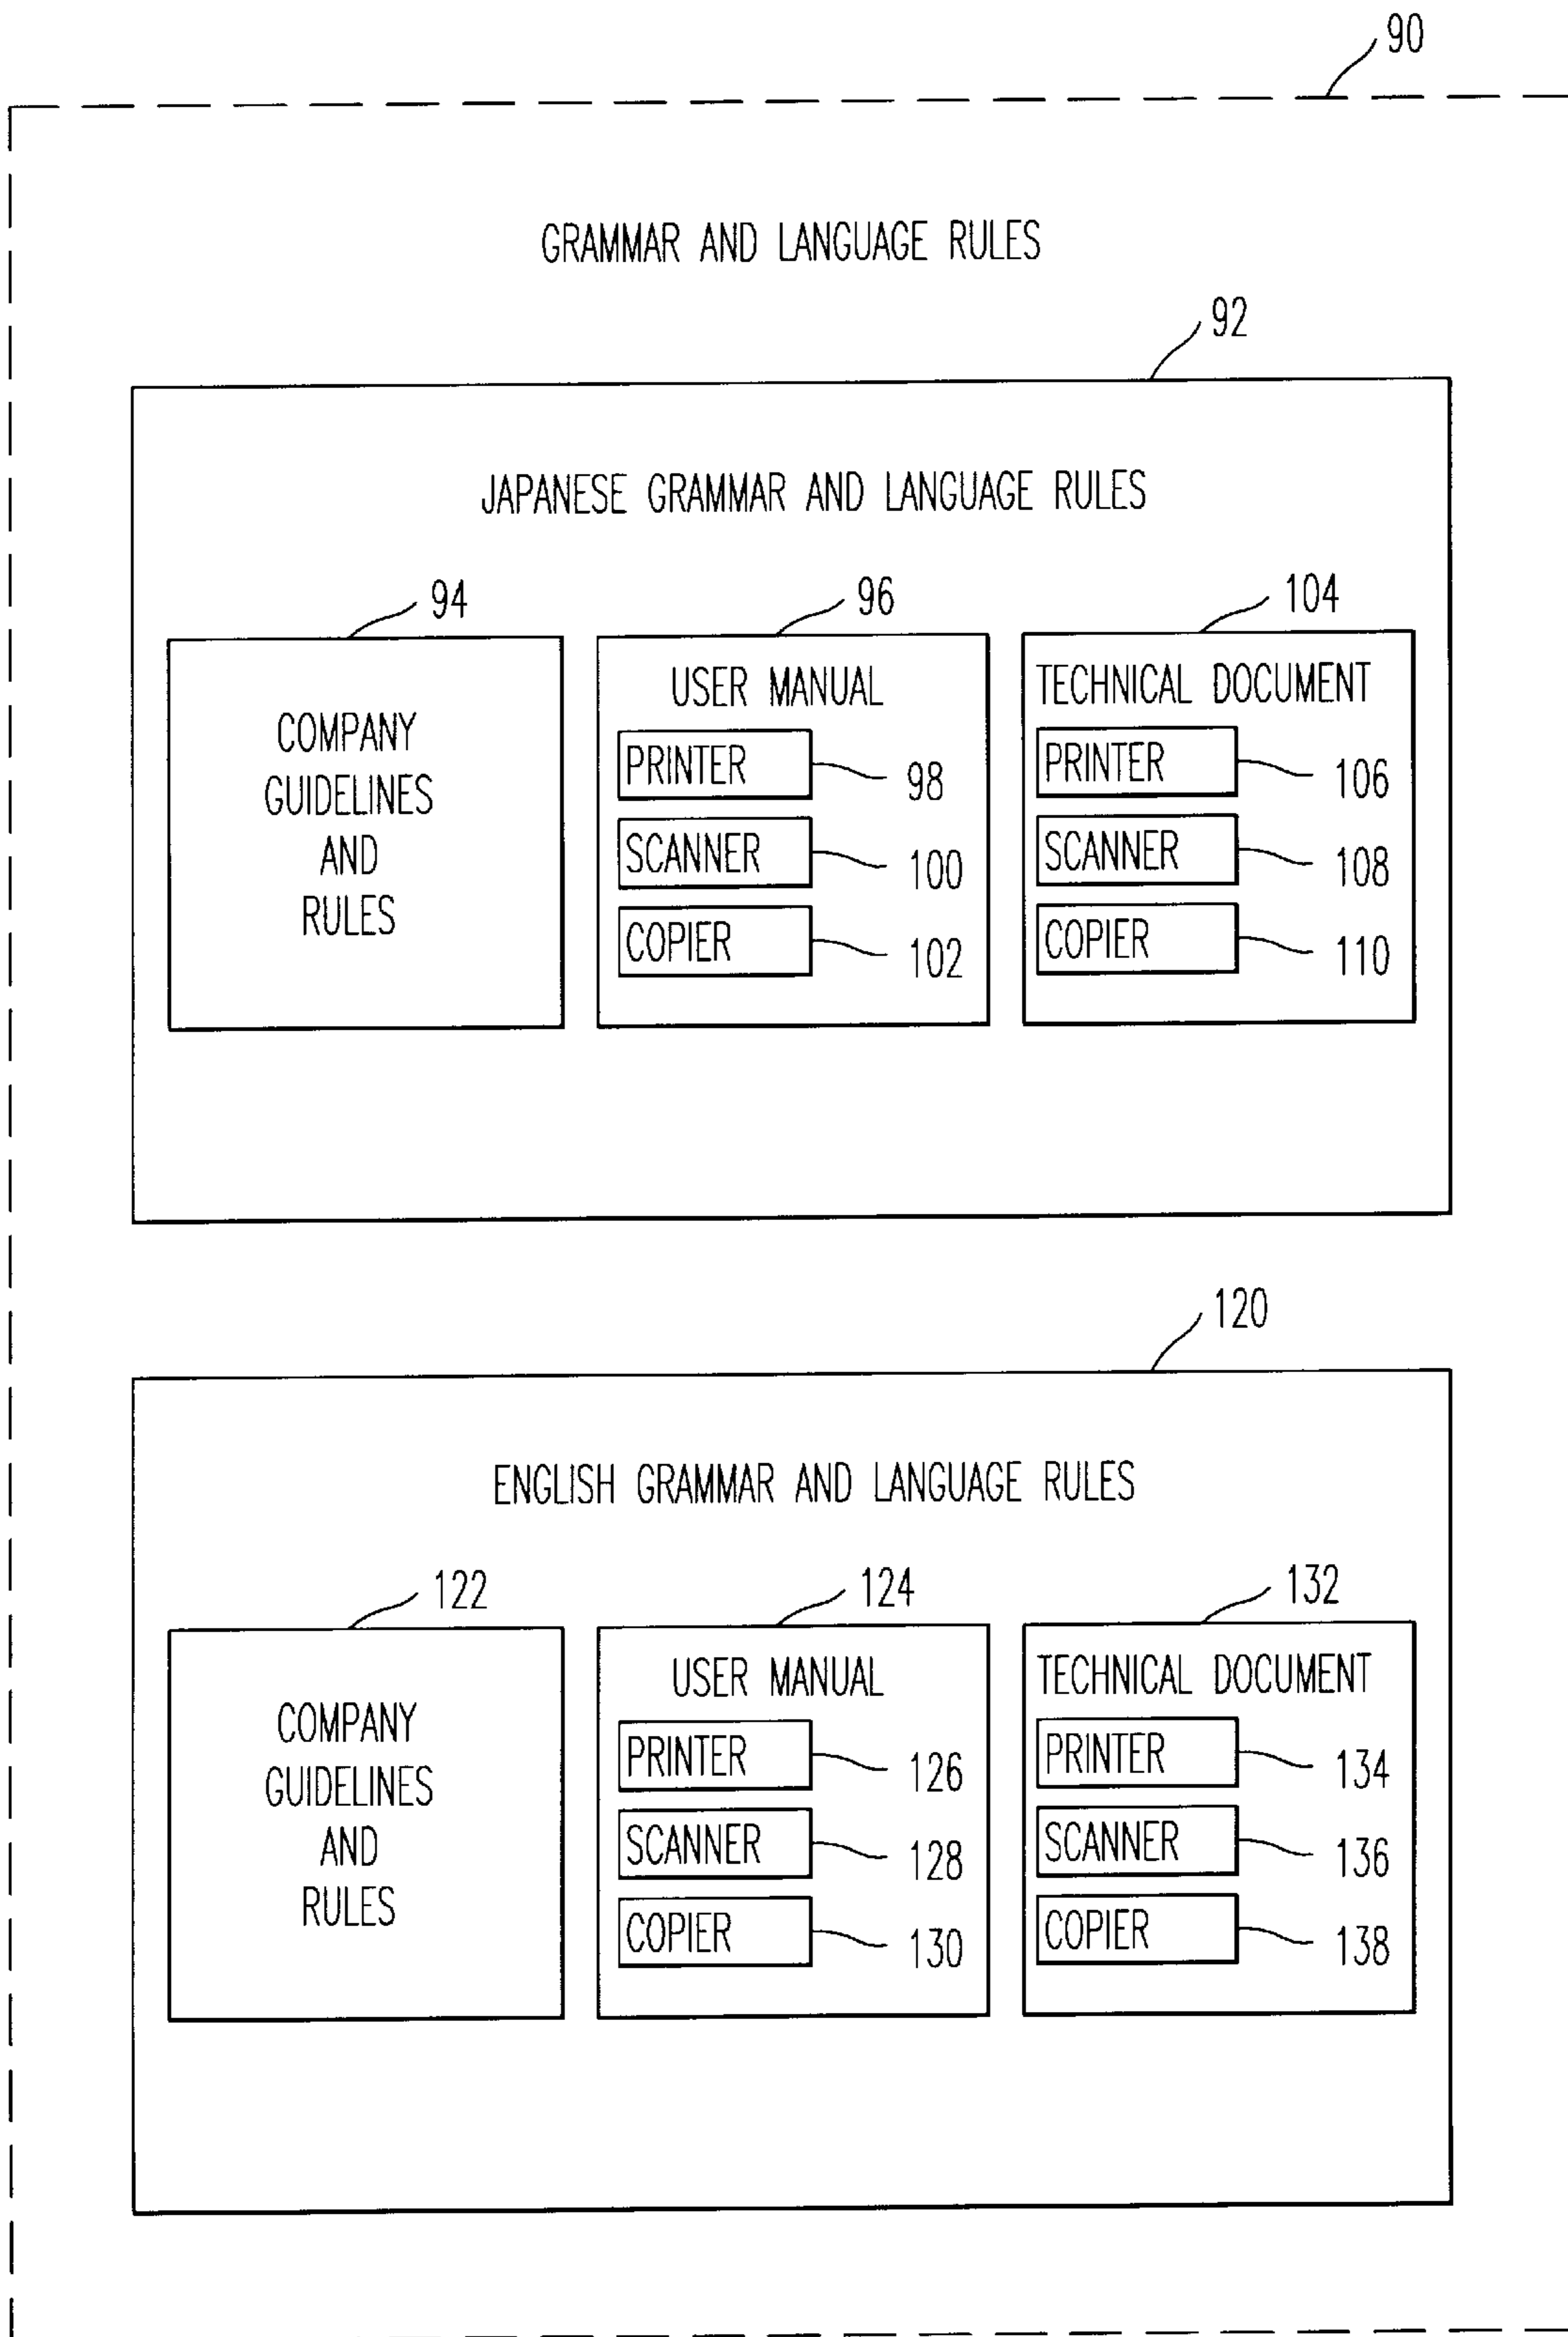 90
GRAMMAR AND LANGUAGE RULES
92
JAPANESE GRAMMAR AND LANGUAGE RULES
94
COMPANY
GUIDELINES
AND
RULES
96
USER MANUAL
PRINTER 98
SCANNER 100
COPIER 102
104
TECHNICAL DOCUMENT
PRINTER 106
SCANNER 108
COPIER 110
120
ENGLISH GRAMMAR AND LANGUAGE RULES
122
COMPANY
GUIDELINES
AND
RULES
124
USER MANUAL
PRINTER 126
SCANNER 128
COPIER 130
132
TECHNICAL DOCUMENT
PRINTER 134
SCANNER 136
COPIER 138